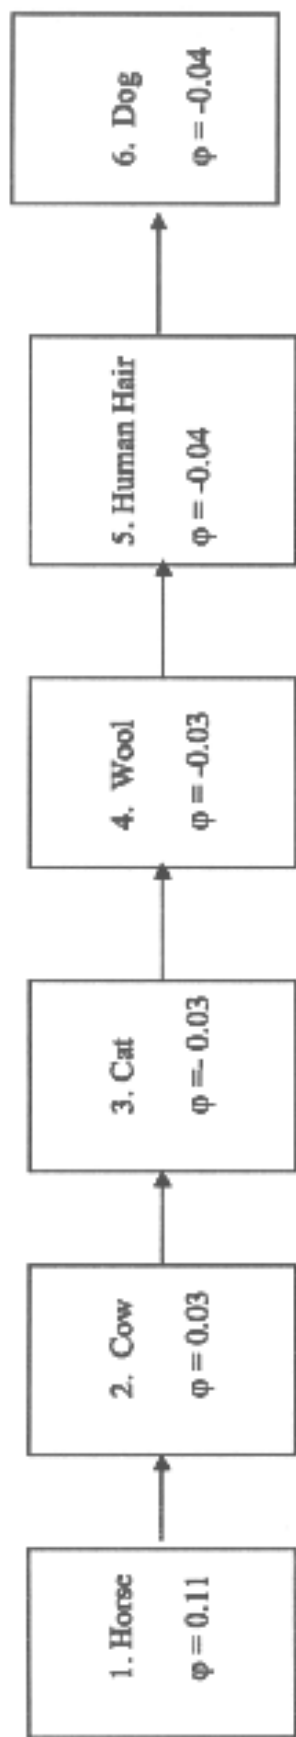 1. Horse
φ = 0.11
2. Cow
φ = 0.03
3. Cat
φ =- 0.03
4. Wool
φ = -0.03
5. Human Hair
φ = -0.04
6. Dog
φ = -0.04